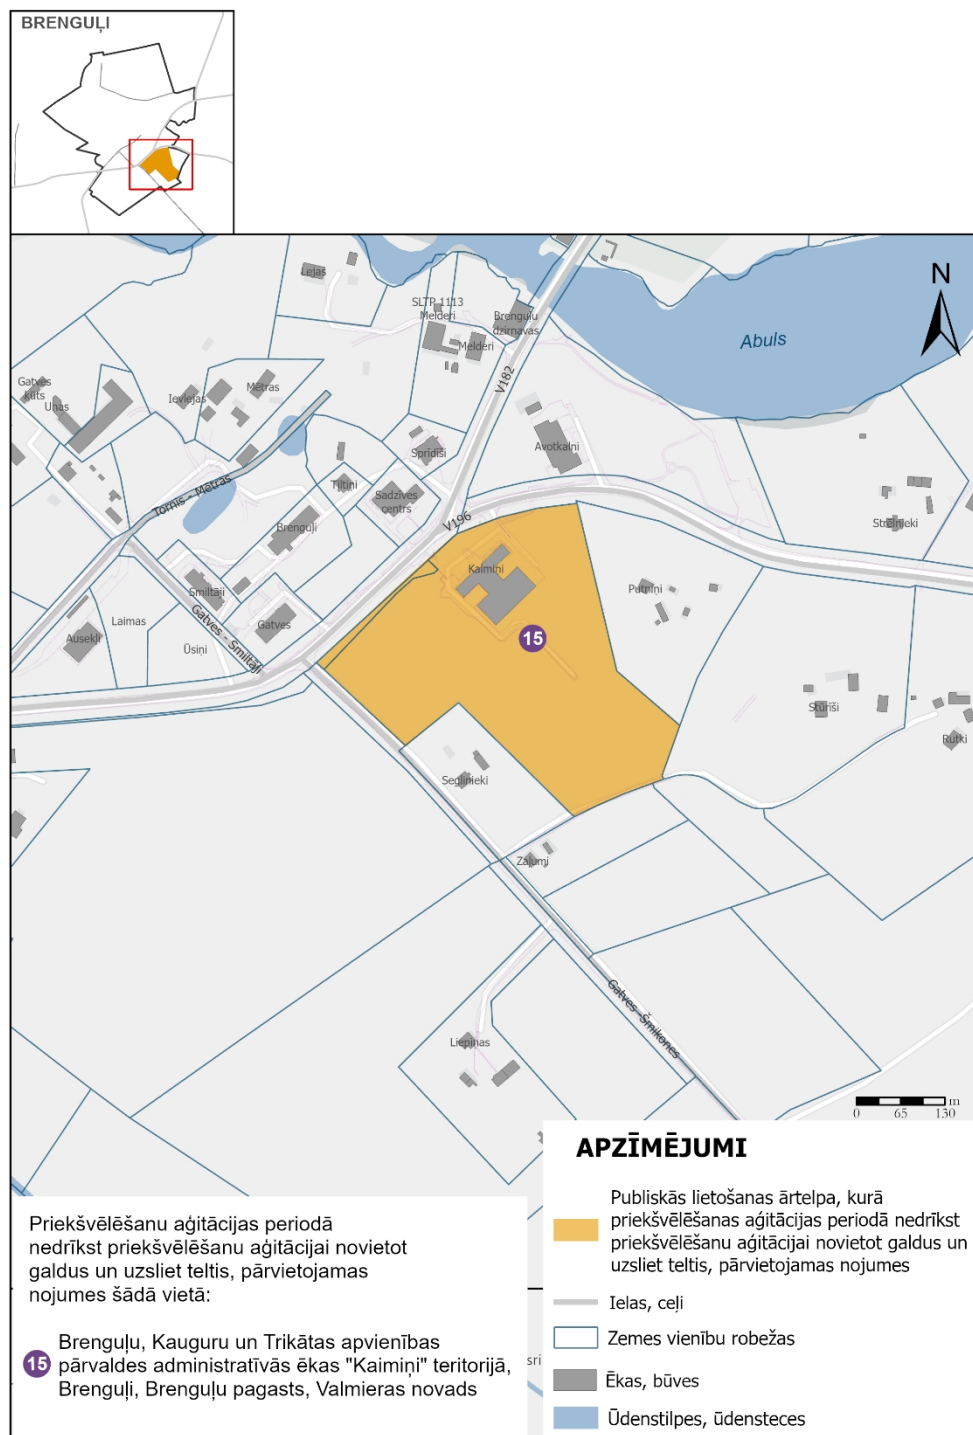 BRENGUĻI
N
Abuls
Lejas
SLTP 1113
Melderi
Melderi
Brenguļu
dzirnavas
V182
Gatves
kūts
Uņas
Ievlejas
Mētras
Avotkalni
Sprīdīši
Tiltiņi
Sadzīves
centrs
Tornis - Mētras
V196
Brenguļi
Strelnieki
Kaimiņi
Putniņi
Smiltāji
Gatves
Laimas
Ausekļi
Ūsiņi
Gatves - Smiltāji
15
Stūrīši
Rutki
Seglinieki
Zaļumi
Gatves -Šmikones
Liepiņas
m
0 65 130
APZĪMĒJUMI
Publiskās lietošanas ārtelpa, kurā
priekšvēlēšanas aģitācijas periodā nedrīkst
priekšvēlēšanu aģitācijai novietot galdus un
uzsliet teltis, pārvietojamas nojumes
Ielas, ceļi
Zemes vienību robežas
Ēkas, būves
Ūdenstilpes, ūdensteces
Priekšvēlēšanu aģitācijas periodā
nedrīkst priekšvēlēšanu aģitācijai novietot
galdus un uzsliet teltis, pārvietojamas
nojumes šādā vietā:
15 Brenguļu, Kauguru un Trikātas apvienības
pārvaldes administratīvās ēkas "Kaimiņi" teritorijā,
Brenguļi, Brenguļu pagasts, Valmieras novads